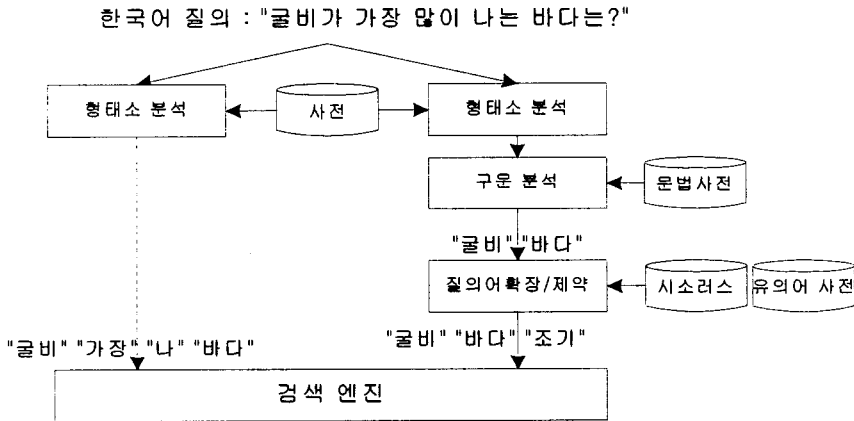 한국어 질의 : "굴비가 가장 많이 나는 바다는?"
형태소 분석
사전
형태소 분석
구운 분석
문법사전
"굴비" "바다"
질의어확장/제약
시소러스
유의어 사전
"굴비" "가장" "나" "바다"
"굴비" "바다" "조기"
검색 엔진